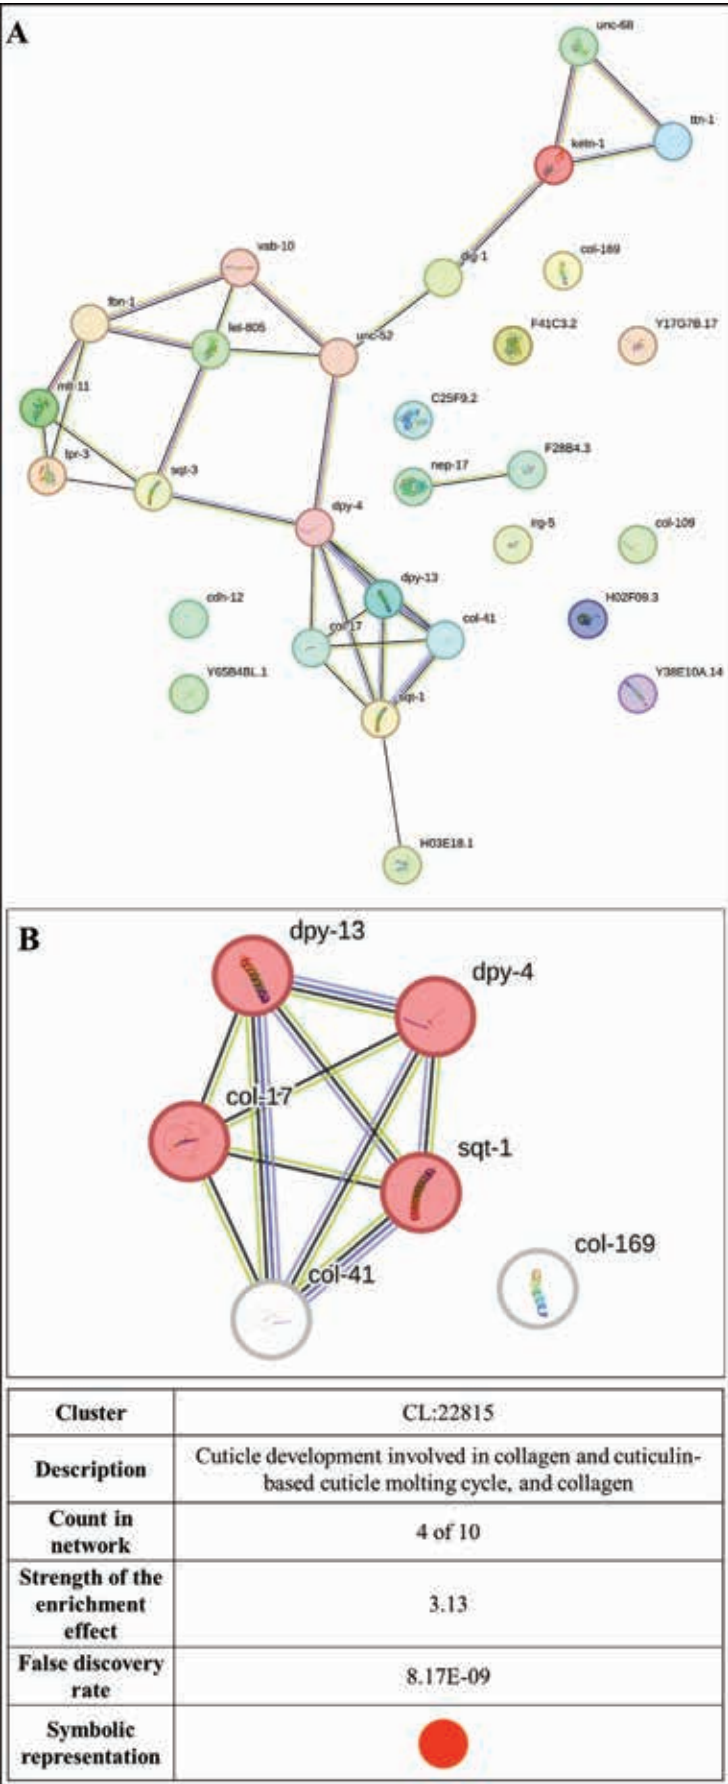 A
unc-68
ttn-1
ketn-1
dig-1
col-169
vab-10
fbn-1
F41C3.2
Y17G7B.17
let-805
unc-52
mlt-11
C25F9.2
tpr-3
sqt-3
nep-17
F28B4.3
dpy-4
irg-5
col-109
dpy-13
cdh-12
col-17
col-41
H02F09.3
Y65B4BL.1
sqt-1
Y38E10A.14
H03E18.1
B
dpy-13
dpy-4
col-17
sqt-1
col-169
col-41
Cluster
CL:22815
Description
Cuticle development involved in collagen and cuticulin-
based cuticle molting cycle, and collagen
Count in
network
4 of 10
Strength of the
enrichment
effect
3.13
False discovery
rate
8.17E-09
Symbolic
representation